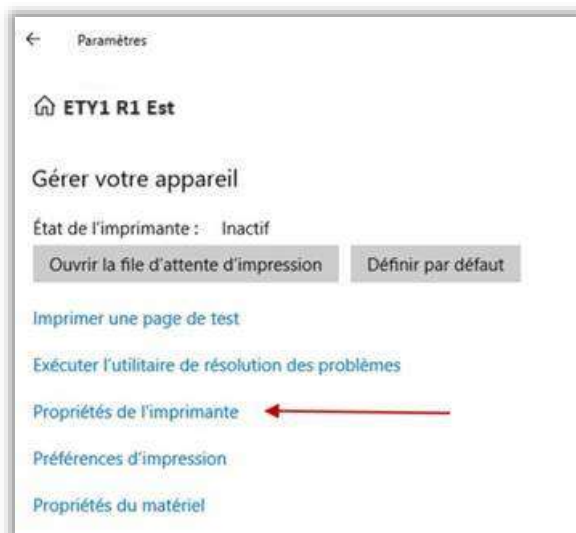 ← Paramètres
ETY1 R1 Est
Gérer votre appareil
État de l'imprimante : Inactif
Ouvrir la file d'attente d'impression Définir par défaut
Imprimer une page de test
Exécuter l'utilitaire de résolution des problèmes
Propriétés de l'imprimante
Préférences d'impression
Propriétés du matériel